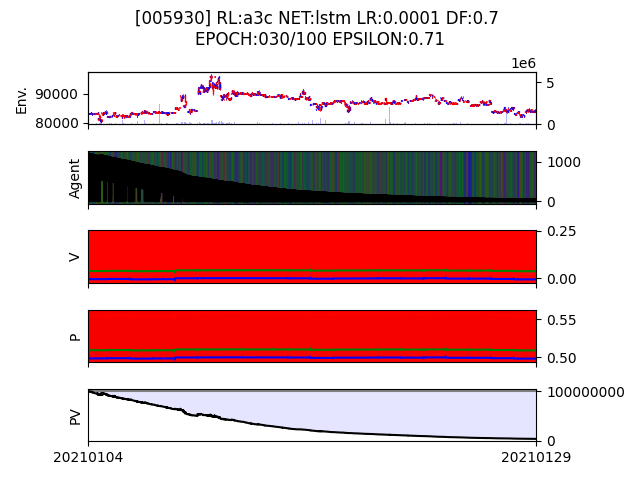 [005930] RL:a3c NET:lstm LR:0.0001 DF:0.7
EPOCH:030/100 EPSILON:0.71
1e6
Env.
90000
80000
5
0
Agent
1000
0
V
0.25
0.00
P
0.55
0.50
PV
100000000
0
20210104
20210129